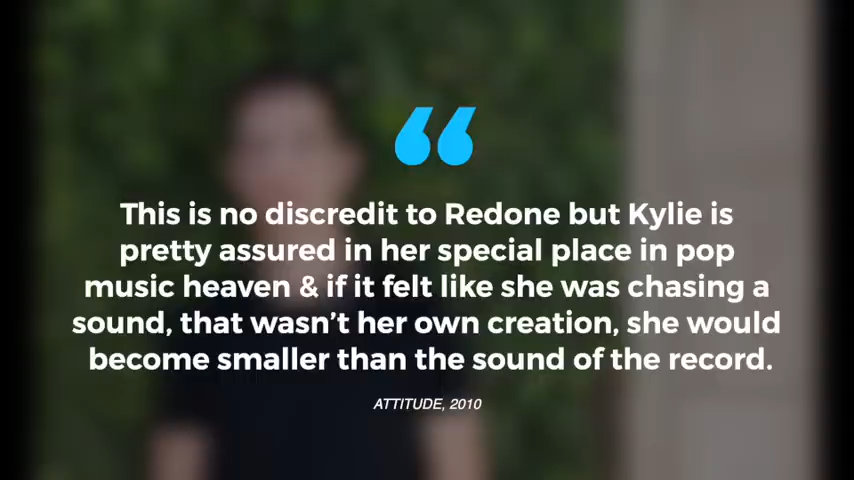 “
This is no discredit to Redone but Kylie is
pretty assured in her special place in pop
music heaven & if it felt like she was chasing a
sound, that wasn’t her own creation, she would
become smaller than the sound of the record.
ATTITUDE, 2010